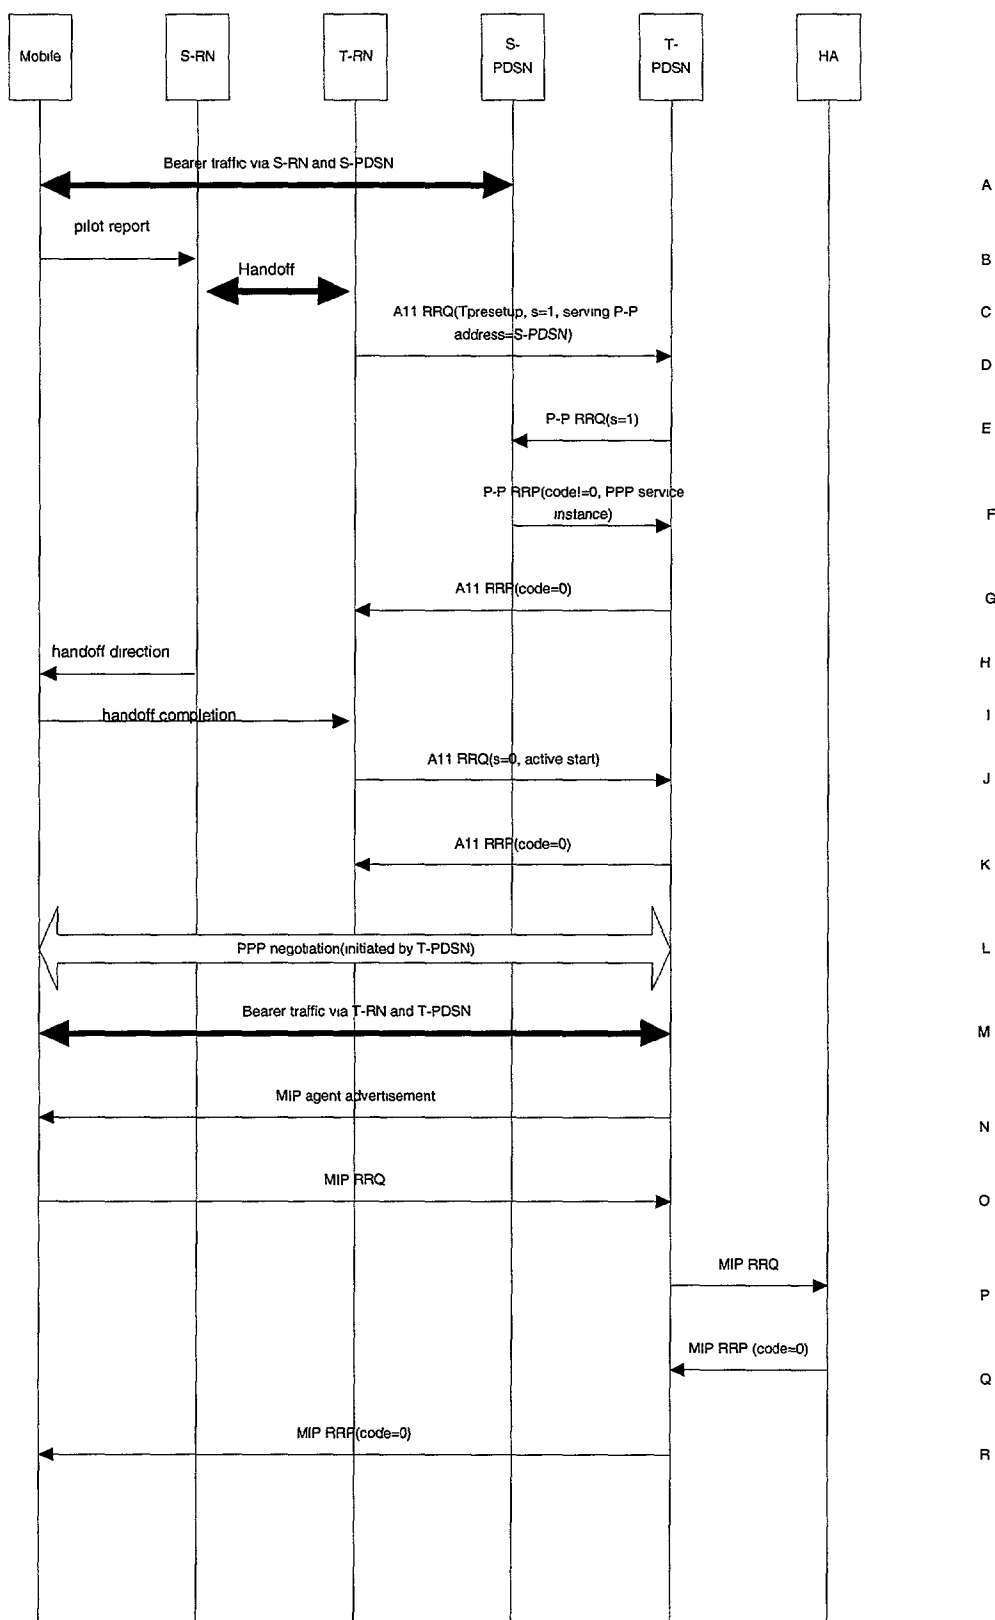 Mobile
S-RN
T-RN
S-
PDSN
T-
PDSN
HA
Bearer traffic via S-RN and S-PDSN
A
pilot report
B
Handoff
A11 RRQ(Tpresetup, s=1, serving P-P
address=S-PDSN)
C
D
P-P RRQ(s=1)
E
P-P RRP(code!=0, PPP service
instance)
F
A11 RRP(code=0)
G
handoff direction
H
handoff completion
I
A11 RRQ(s=0, active start)
J
A11 RRP(code=0)
K
PPP negotiation(initiated by T-PDSN)
L
Bearer traffic via T-RN and T-PDSN
M
MIP agent advertisement
N
MIP RRQ
O
MIP RRQ
P
MIP RRP (code=0)
Q
MIP RRP(code=0)
R